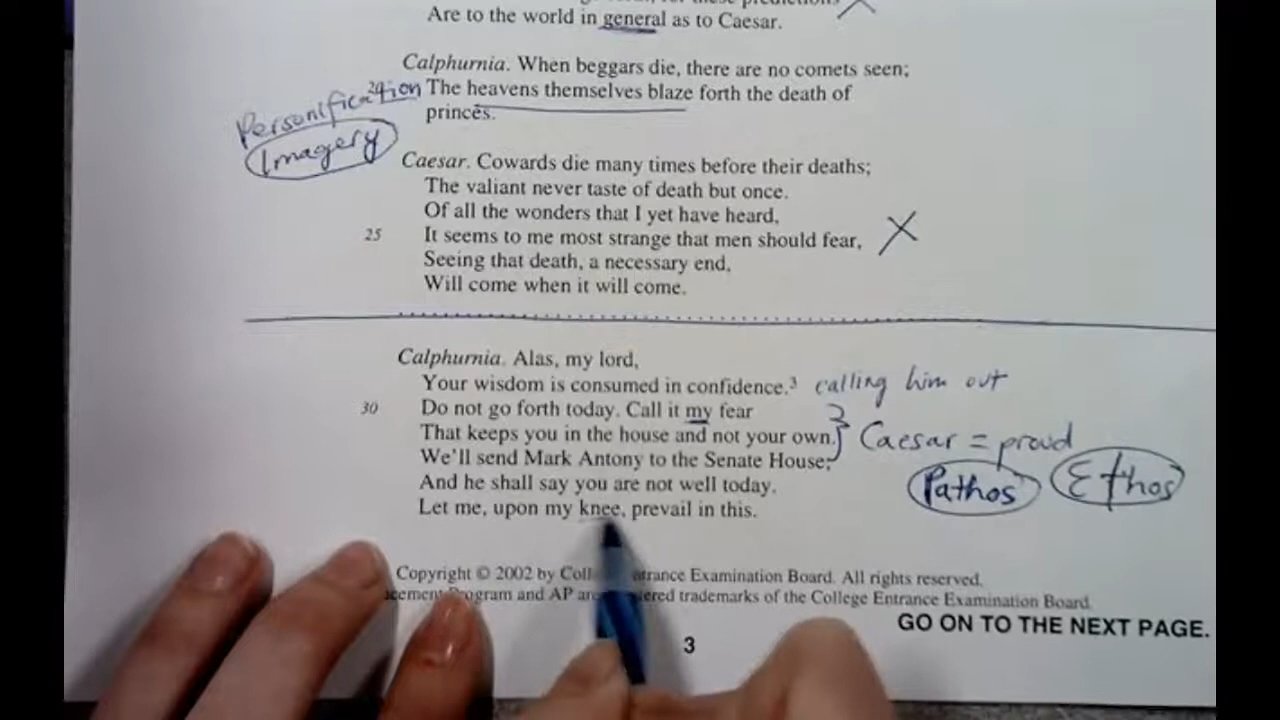 Are to the world in general as to Caesar.
Calphurnia. When beggars die, there are no comets seen;
Personification The heavens themselves blaze forth the death of
princes.
Imagery
Caesar. Cowards die many times before their deaths;
The valiant never taste of death but once.
Of all the wonders that I yet have heard,
25 It seems to me most strange that men should fear, X
Seeing that death, a necessary end,
Will come when it will come.
Calphurnia. Alas, my lord,
Your wisdom is consumed in confidence.³ calling him out
30 Do not go forth today. Call it my fear
That keeps you in the house and not your own. Caesar = proud
We'll send Mark Antony to the Senate House;
And he shall say you are not well today. Pathos Ethos
Let me, upon my knee, prevail in this.
Copyright © 2002 by Entrance Examination Board. All rights reserved.
Program and AP are trademarks of the College Entrance Examination Board.
GO ON TO THE NEXT PAGE.
3